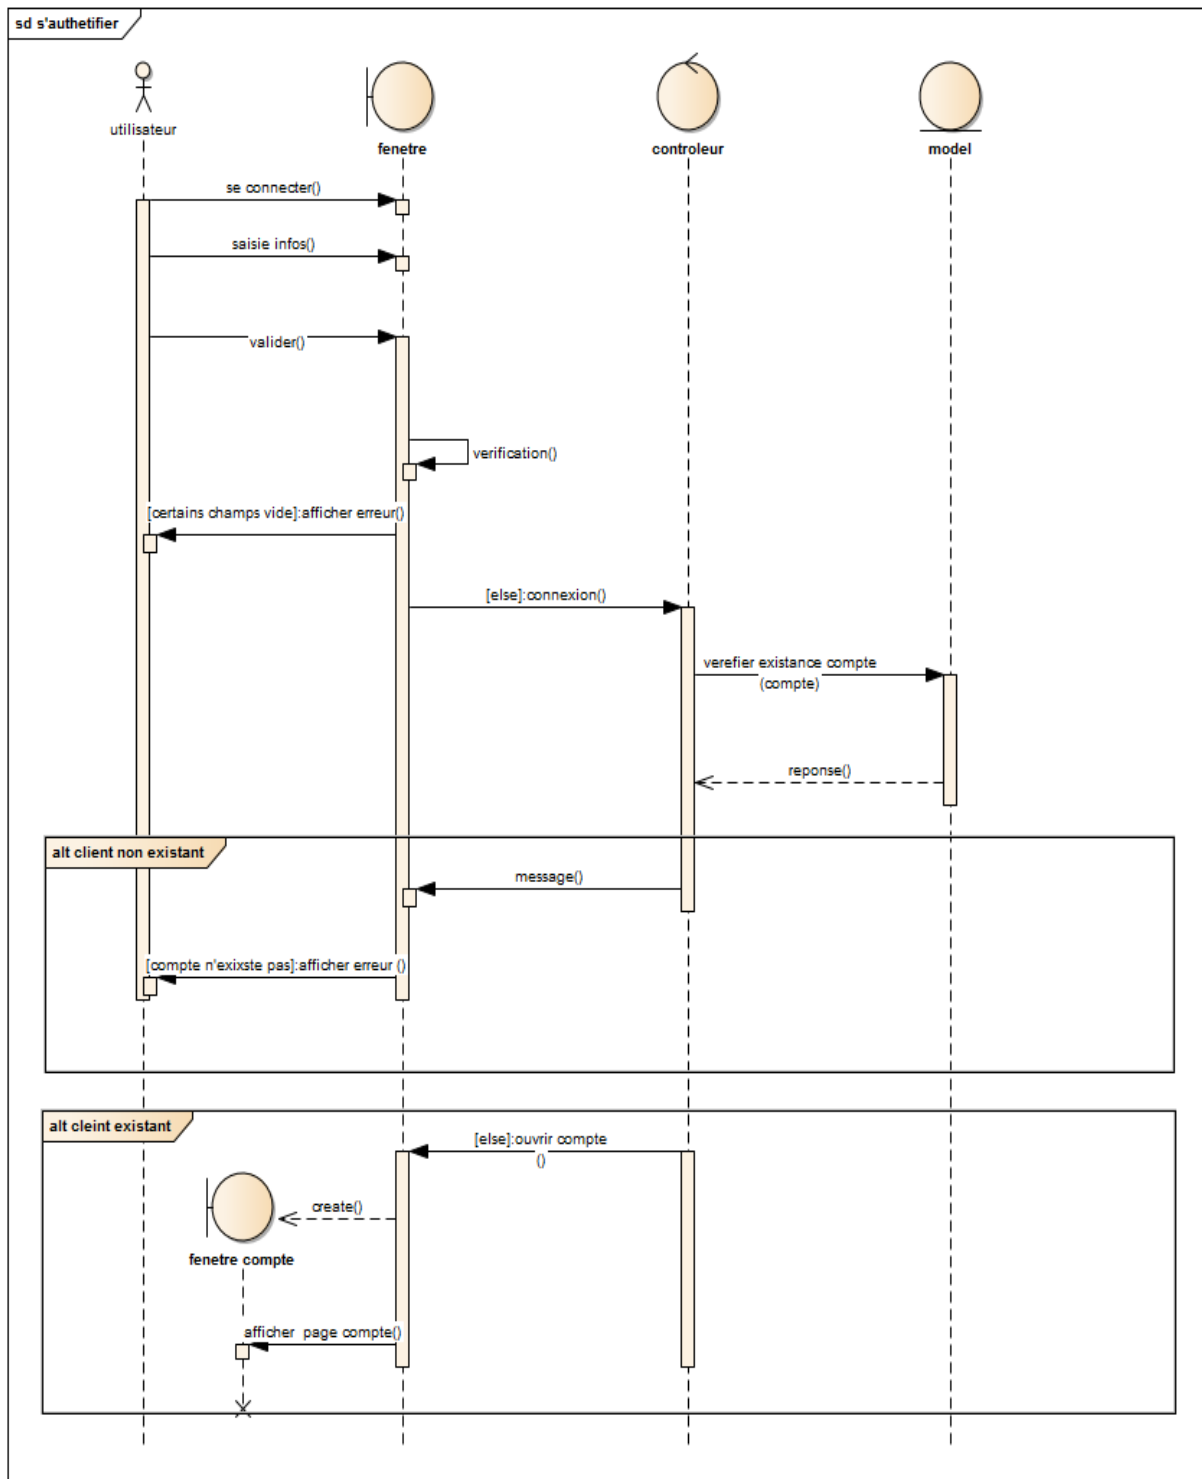 sd s'authetifier
utilisateur
fenetre
controleur
model
se connecter()
saisie infos()
valider()
verification()
[certains champs vide]:afficher erreur()
[else]:connexion()
verefier existance compte
(compte)
reponse()
alt client non existant
message()
[compte n'exixste pas]:afficher erreur ()
alt cleint existant
[else]:ouvrir compte
()
create()
fenetre compte
afficher page compte()